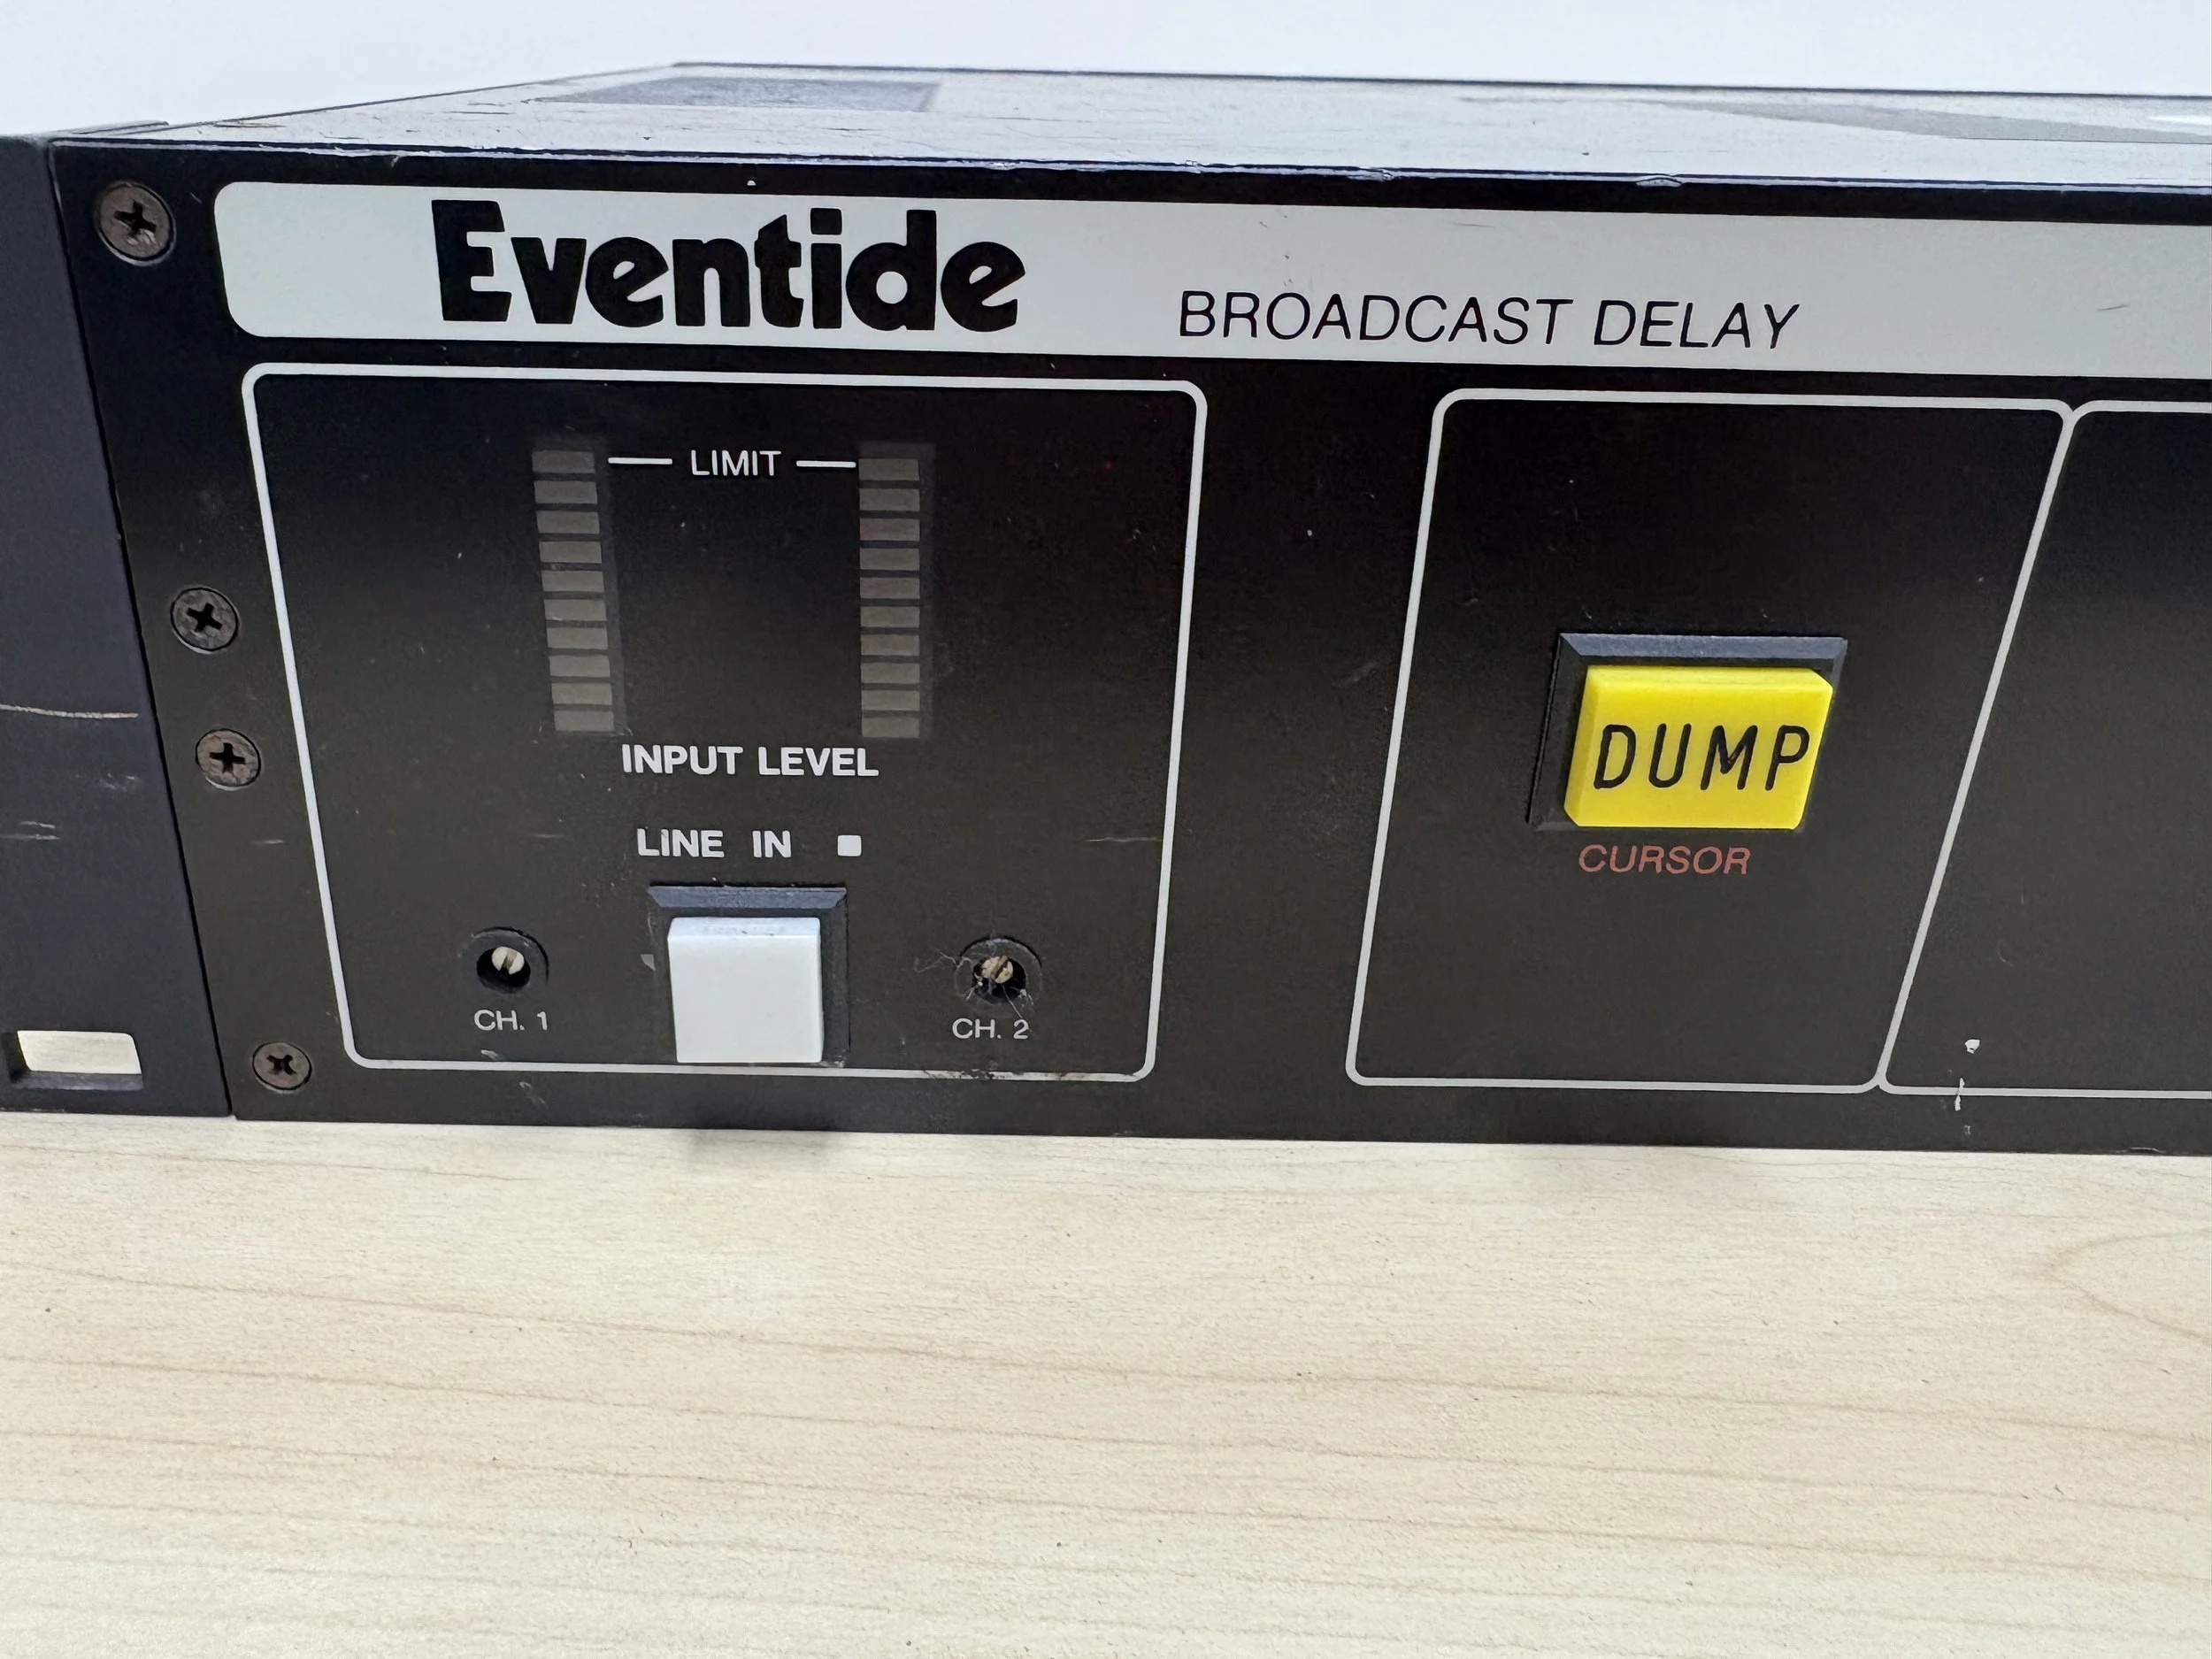 Eventide
BROADCAST DELAY
LIMIT
INPUT LEVEL
LINE IN
CH. 1
CH. 2
DUMP
CURSOR